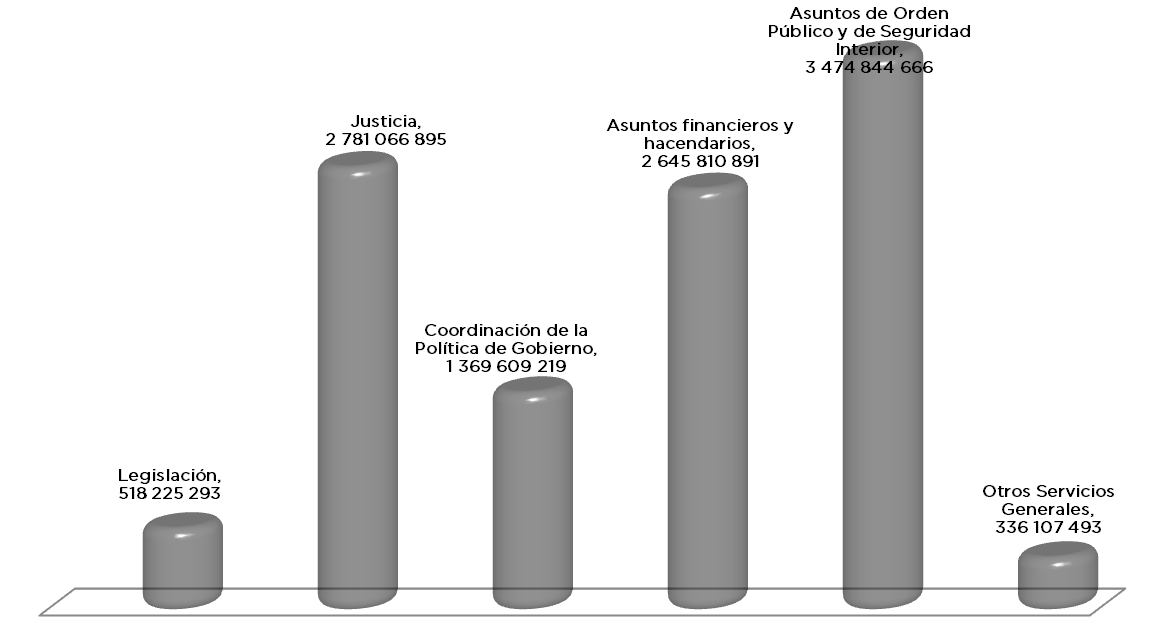 Legislación,
518 225 293
Justicia,
2 781 066 895
Coordinación de la
Política de Gobierno,
1 369 609 219
Asuntos financieros y
hacendarios,
2 645 810 891
Asuntos de Orden
Público y de Seguridad
Interior,
3 474 844 666
Otros Servicios
Generales,
336 107 493